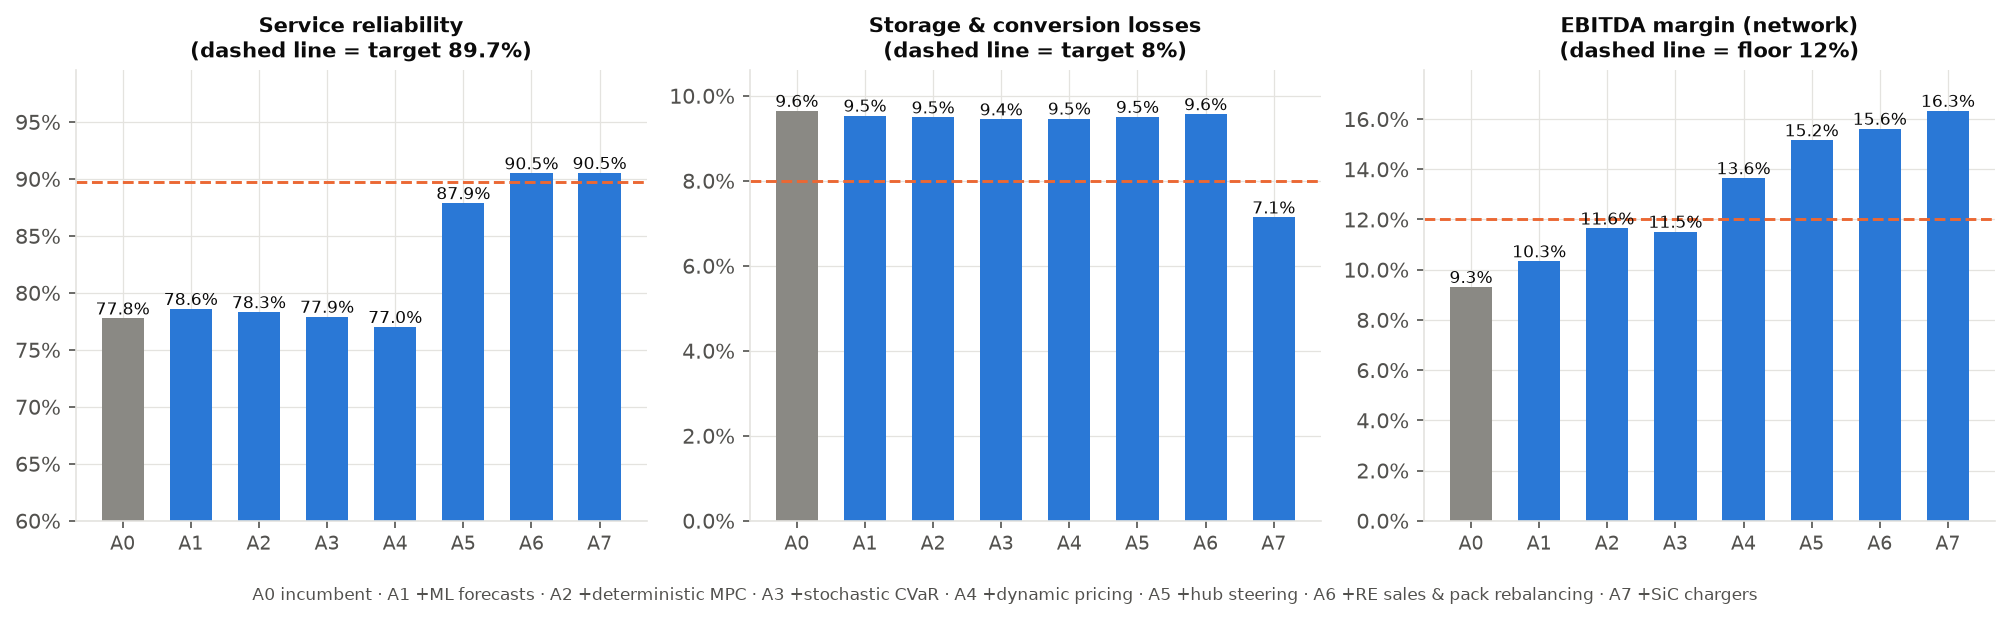 Service reliability
(dashed line = target 89.7%)
95%
90%
85%
80%
75%
70%
65%
60%
77.8%
78.6%
78.3%
77.9%
77.0%
87.9%
90.5%
90.5%
A0
A1
A2
A3
A4
A5
A6
A7
Storage & conversion losses
(dashed line = target 8%)
10.0%
8.0%
6.0%
4.0%
2.0%
0.0%
9.6%
9.5%
9.5%
9.4%
9.5%
9.5%
9.6%
7.1%
A0
A1
A2
A3
A4
A5
A6
A7
EBITDA margin (network)
(dashed line = floor 12%)
16.0%
14.0%
12.0%
10.0%
8.0%
6.0%
4.0%
2.0%
0.0%
9.3%
10.3%
11.6%
11.5%
13.6%
15.2%
15.6%
16.3%
A0
A1
A2
A3
A4
A5
A6
A7
A0 incumbent · A1 +ML forecasts · A2 +deterministic MPC · A3 +stochastic CVaR · A4 +dynamic pricing · A5 +hub steering · A6 +RE sales & pack rebalancing · A7 +SiC chargers